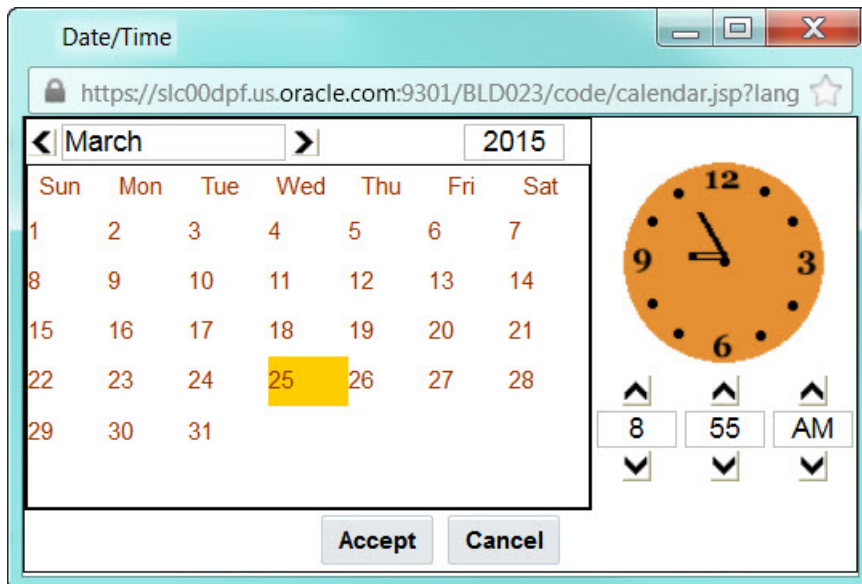 Date/Time
https://slc00dpf.us.oracle.com:9301/BLD023/code/calendar.jsp?lang
March 2015
Sun Mon Tue Wed Thu Fri Sat
1 2 3 4 5 6 7
8 9 10 11 12 13 14
15 16 17 18 19 20 21
22 23 24 25 26 27 28
29 30 31
12
9 3
6
8 55 AM
Accept Cancel